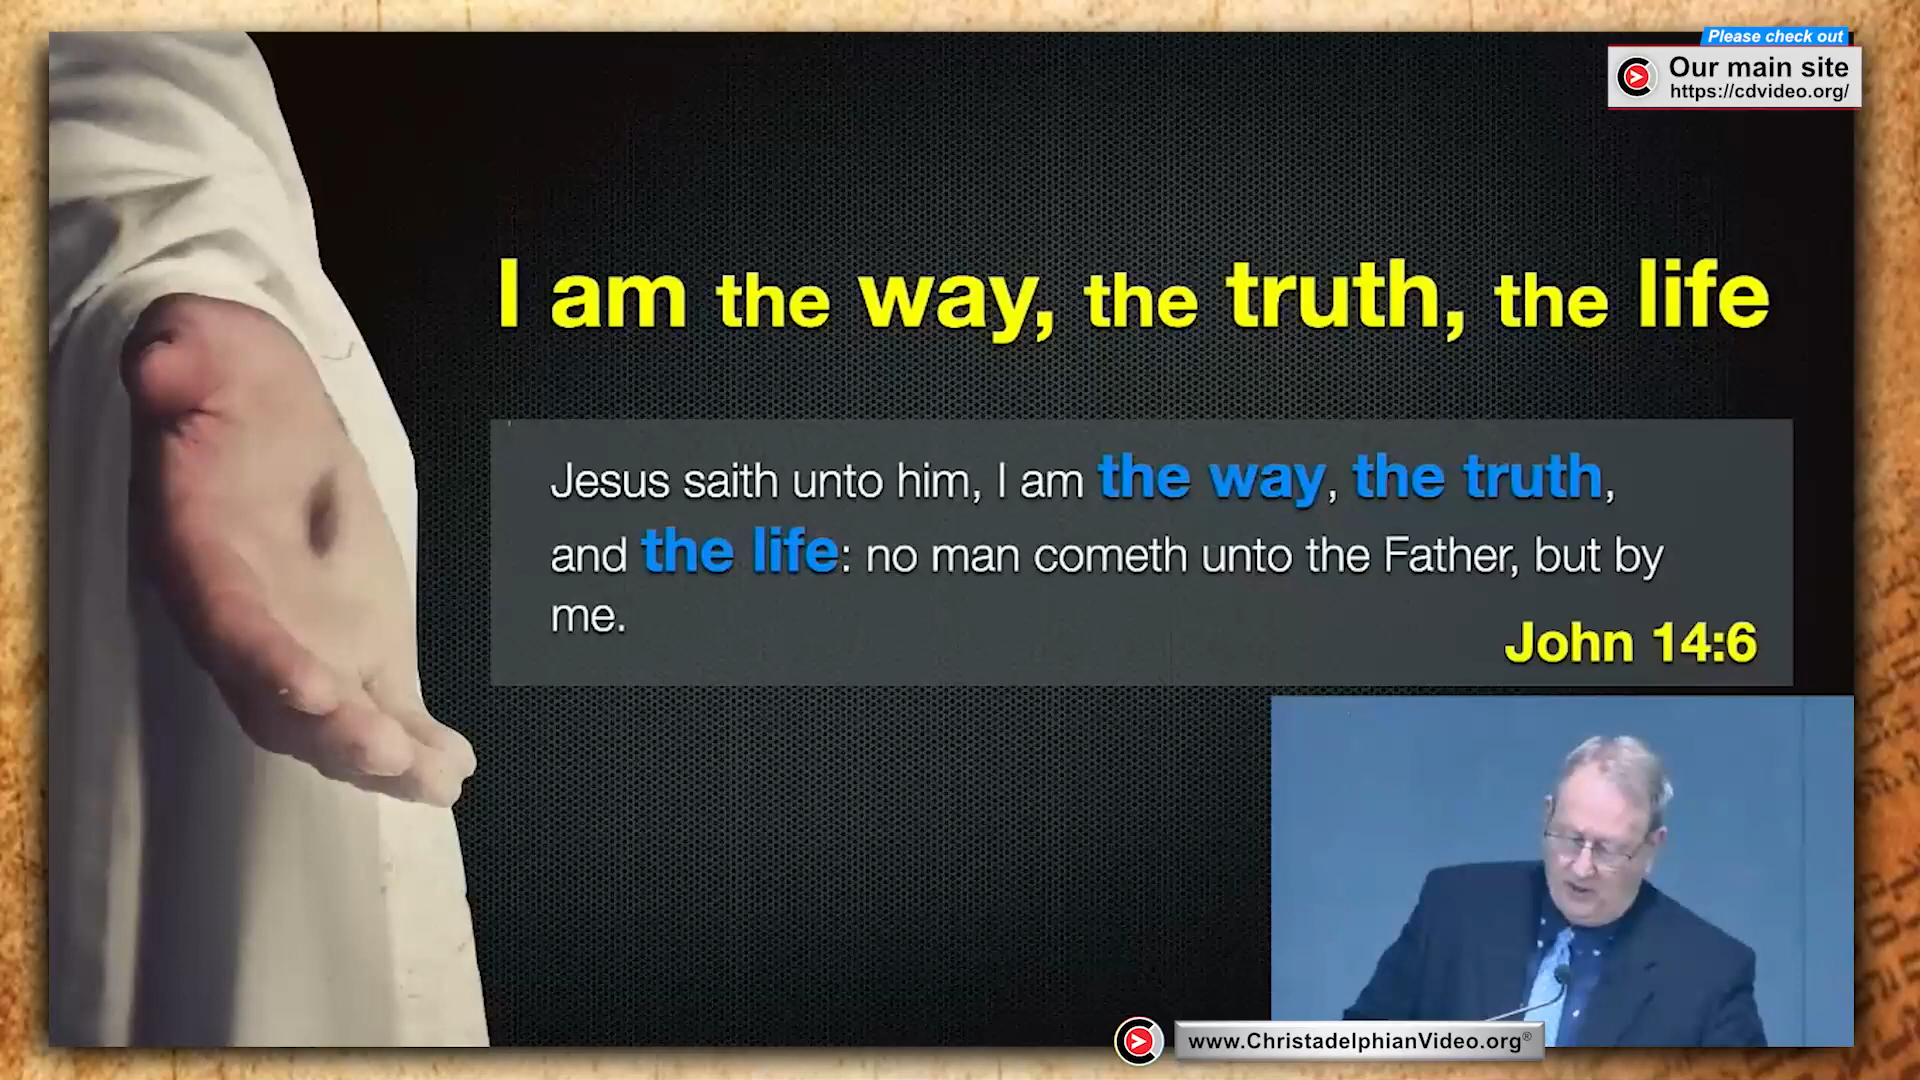 Please check out
Our main site
https://cdvideo.org/
I am the way, the truth, the life
Jesus saith unto him, I am the way, the truth,
and the life: no man cometh unto the Father, but by
me.
John 14:6
www.ChristadelphianVideo.org®